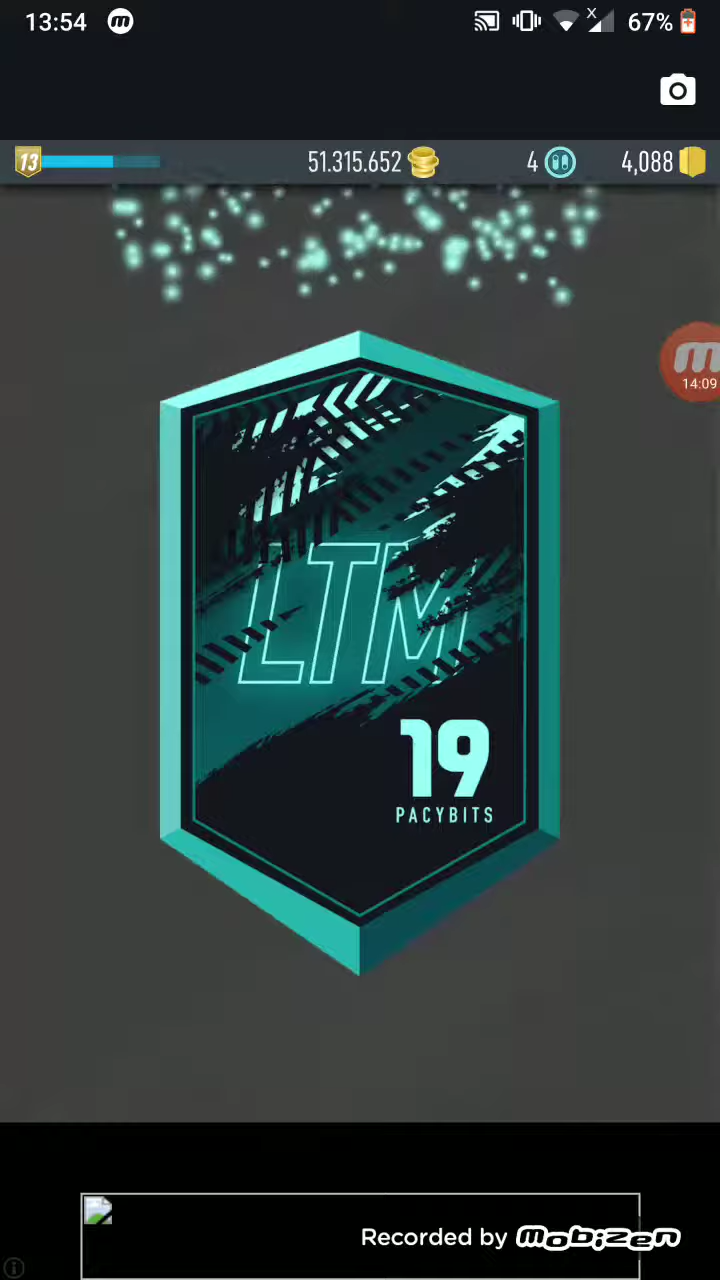 13:54 m X 67%
13 51.315.652 4 4,088
m
14:09
LTM
19
PACYBITS
Recorded by mobizen